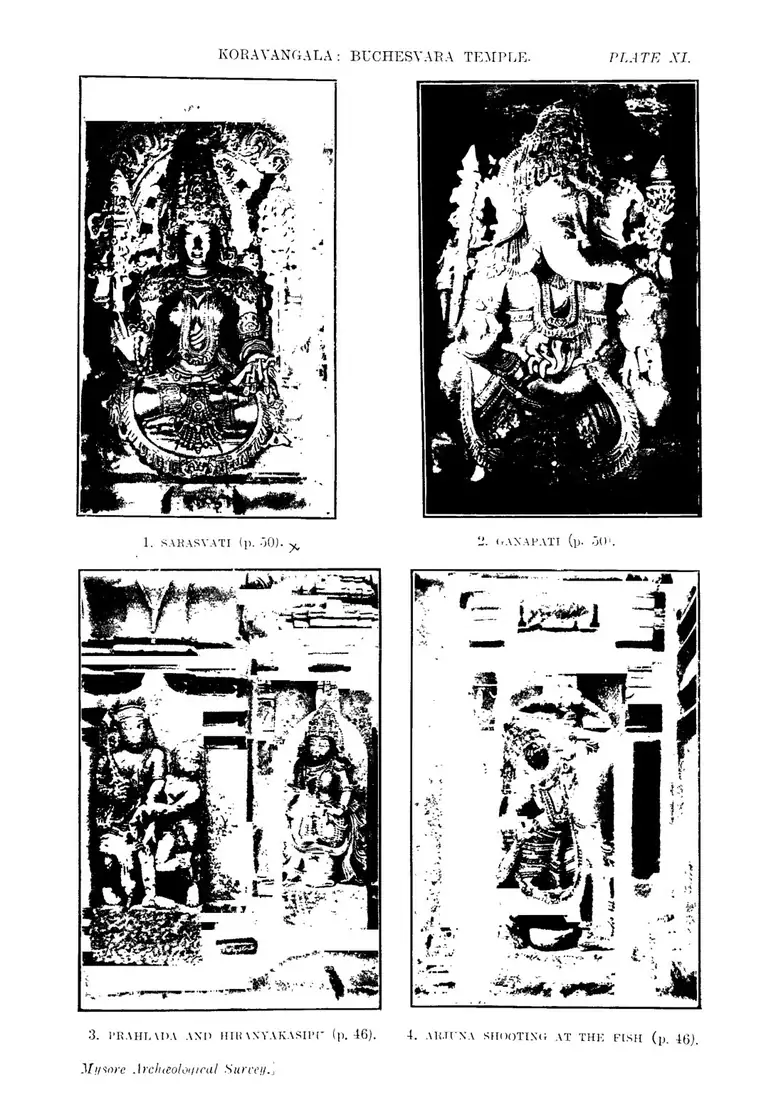 KORAVANGALA: BUCHESVARA TEMPLE. PLATE XI.
1. SARASVATI (p. 50).
2. GANAPATI (p. 50).
3. PRAHLADA AND HIRANYAKASIPU (p. 46).
4. ARJUNA SHOOTING AT THE FISH (p. 46).
Mysore Archæological Survey.]